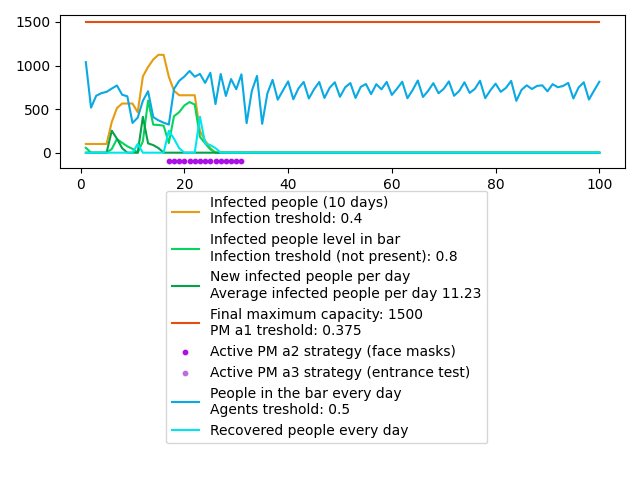 1500
1000
500
0
0
20
40
60
80
100
Infected people (10 days)
Infection treshold: 0.4
Infected people level in bar
Infection treshold (not present): 0.8
New infected people per day
Average infected people per day 11.23
Final maximum capacity: 1500
PM a1 treshold: 0.375
Active PM a2 strategy (face masks)
Active PM a3 strategy (entrance test)
People in the bar every day
Agents treshold: 0.5
Recovered people every day